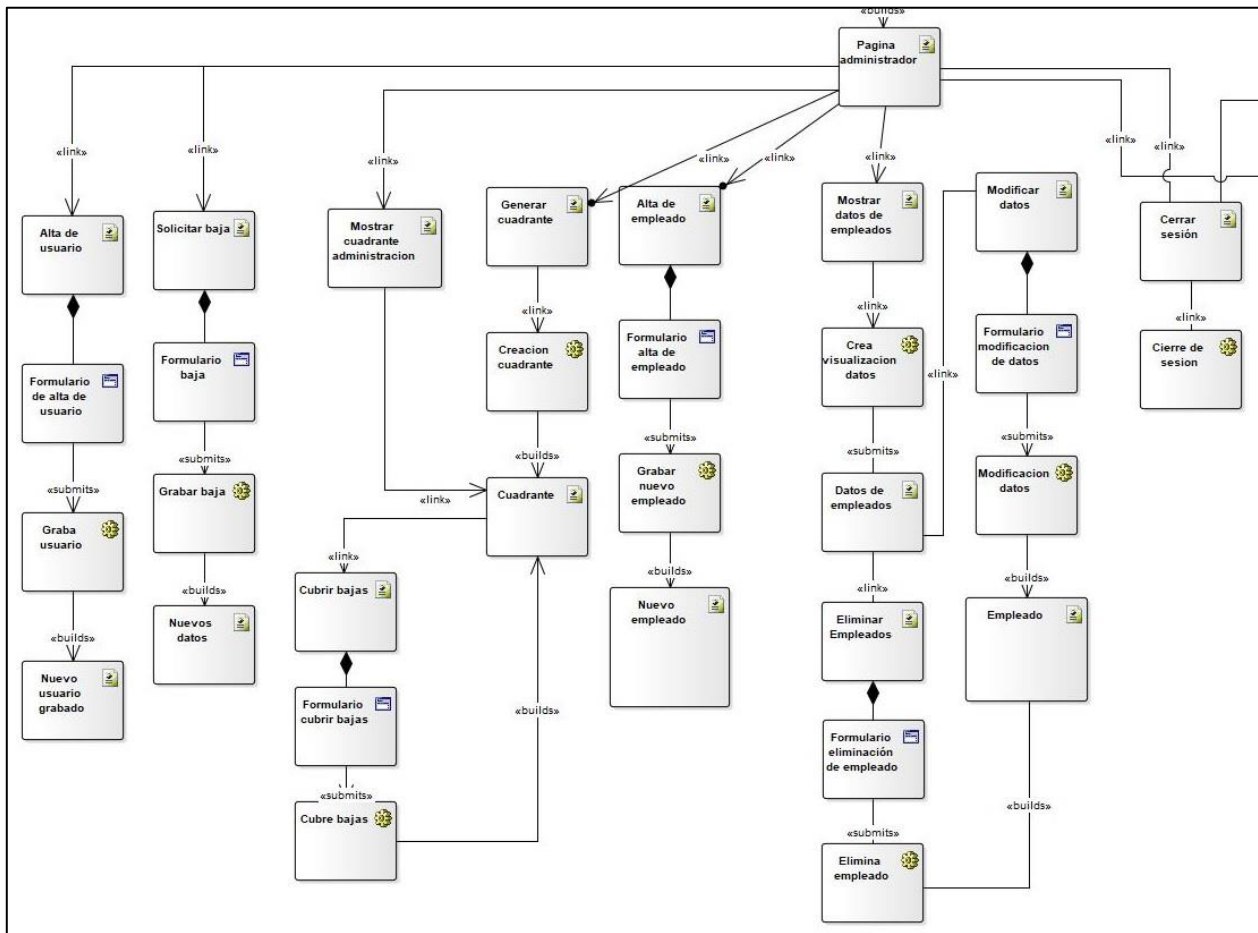 «builds»
Pagina
administrador
«link»
«link»
«link»
«link»
«link»
«link»
«link»
Alta de
usuario
Solicitar baja
Mostrar
cuadrante
administracion
Generar
cuadrante
Alta de
empleado
Mostrar
datos de
empleados
Modificar
datos
Cerrar
sesión
«link»
«link»
«link»
Formulario
de alta de
usuario
Formulario
baja
Creacion
cuadrante
Formulario
alta de
empleado
Crea
visualizacion
datos
«link»
Formulario
modificacion
de datos
Cierre de
sesion
«submits»
«submits»
«link»
«builds»
«submits»
«submits»
«submits»
Graba
usuario
Grabar baja
Cuadrante
Grabar
nuevo
empleado
Datos de
empleados
Modificacion
datos
«builds»
«builds»
«link»
«builds»
«link»
«builds»
Nuevo
usuario
grabado
Nuevos
datos
Cubrir bajas
Nuevo
empleado
Eliminar
Empleados
Empleado
Formulario
cubrir bajas
«builds»
Formulario
eliminación
de empleado
«submits»
Cubre bajas
«submits»
«builds»
Elimina
empleado